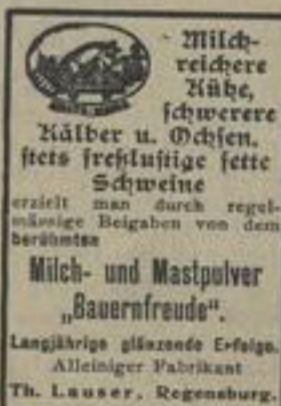 Milch-
reichere
Kühe,
schwerere
Kälber u. Ochsen,
stets freßlustige fette
Schweine
erzielt man durch regel-
mässige Beigaben von dem
berühmten
Milch- und Mastpulver
„Bauernfreude“.
Langjährige glänzende Erfolge.
Alleiniger Fabrikant
Th. Lauser, Regensburg.